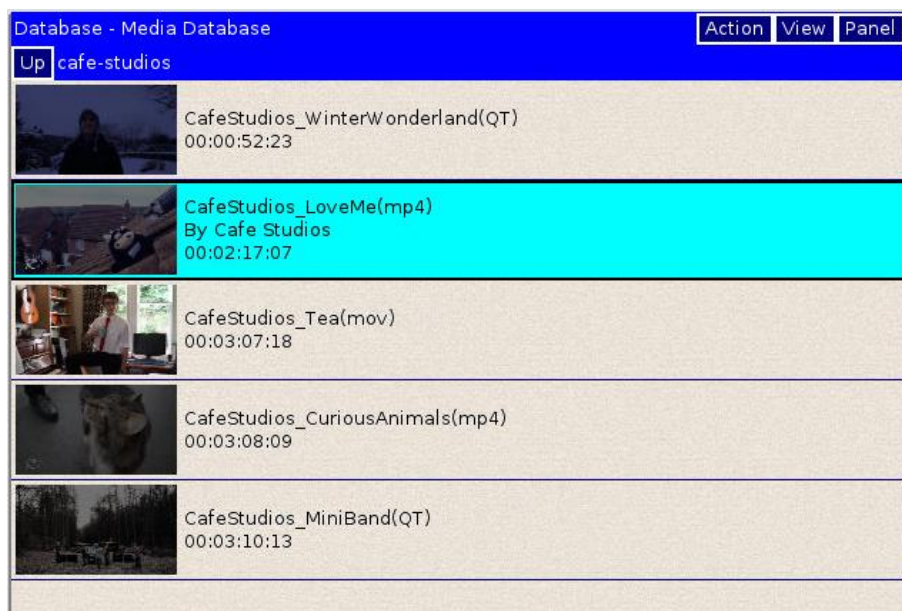 Database - Media Database
Action View Panel
Up cafe-studios
CafeStudios_WinterWonderland(QT)
00:00:52:23
CafeStudios_LoveMe(mp4)
By Cafe Studios
00:02:17:07
CafeStudios_Tea(mov)
00:03:07:18
CafeStudios_CuriousAnimals(mp4)
00:03:08:09
CafeStudios_MiniBand(QT)
00:03:10:13